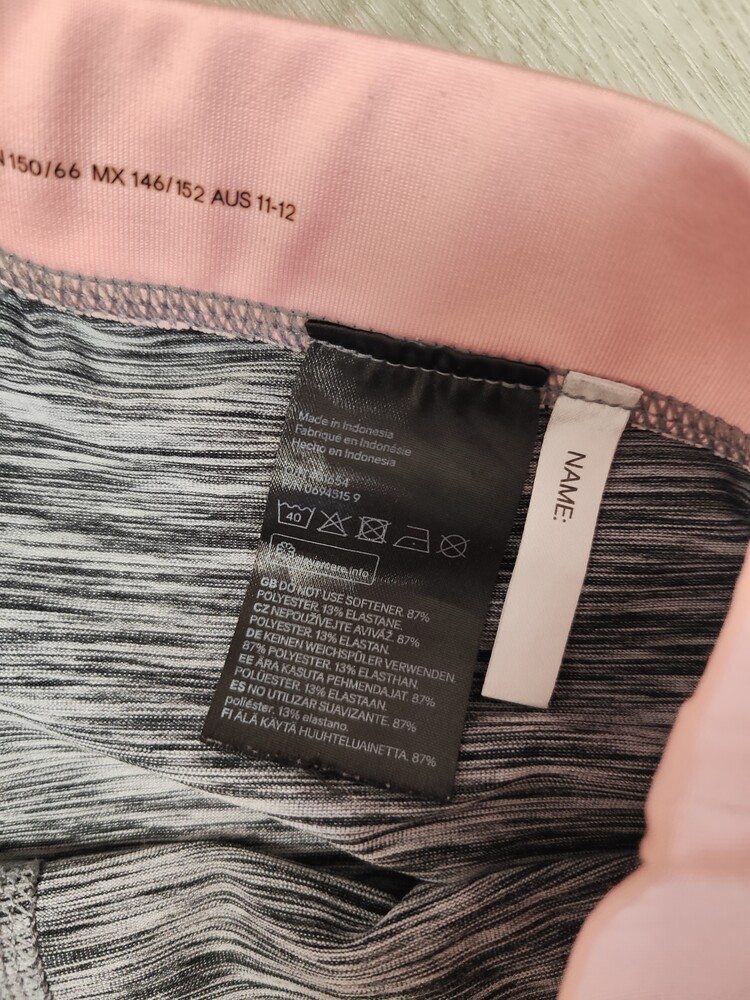 150/66 MX 146/152 AUS 11-12
Made in Indonesia
Fabriqué en Indonésie
Hecho en Indonesia
0694515 9
40
GB DO NOT USE SOFTENER. 87%
POLYESTER. 13% ELASTANE.
CZ NEPOUŽÍVEJTE AVIVÁŽ. 87%
POLYESTER. 13% ELASTAN.
DE KEINEN WEICHSPÜLER VERWENDEN.
87% POLYESTER. 13% ELASTHAN.
EE ÄRA KASUTA PEHMENDAJAT. 87%
POLÜESTER. 13% ELASTAAN.
ES NO UTILIZAR SUAVIZANTE. 87%
poliéster. 13% elastano.
FI ÄLÄ KÄYTÄ HUUHTELUAINETTA. 87%
NAME: